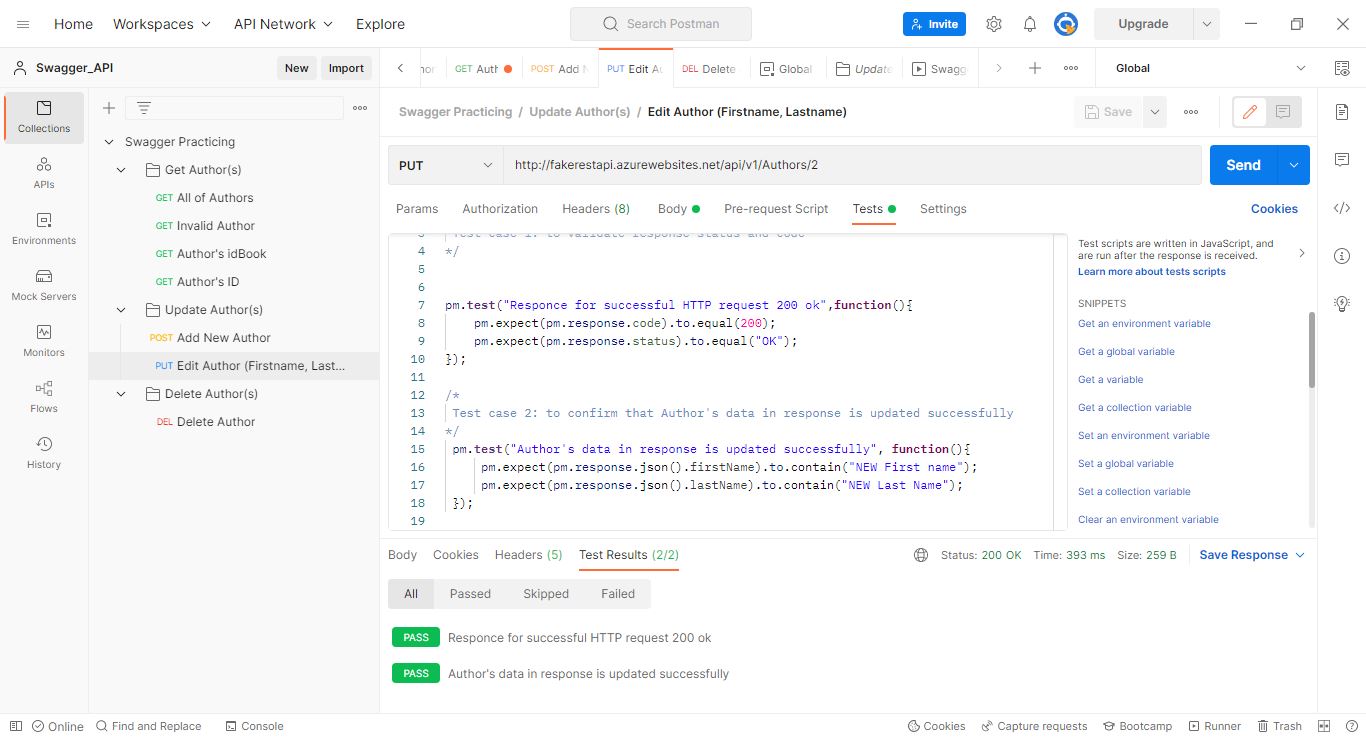 Home Workspaces API Network Explore Search Postman Invite Upgrade
Swagger_API New Import
GET Auth POST Add N PUT Edit Au DEL Delete Global Update Swagg Global
Swagger Practicing / Update Author(s) / Edit Author (Firstname, Lastname) Save
PUT http://fakerestapi.azurewebsites.net/api/v1/Authors/2 Send
Params Authorization Headers (8) Body Pre-request Script Tests Settings Cookies
Collections
APIs
Environments
Mock Servers
Monitors
Flows
History
Swagger Practicing
Get Author(s)
GET All of Authors
GET Invalid Author
GET Author's idBook
GET Author's ID
Update Author(s)
POST Add New Author
PUT Edit Author (Firstname, Last...
Delete Author(s)
DEL Delete Author
3 Test case 1: to validate response status and code
4 */
5
6
7 pm.test("Responce for successful HTTP request 200 ok",function(){
8 pm.expect(pm.response.code).to.equal(200);
9 pm.expect(pm.response.status).to.equal("OK");
10 });
11
12 /*
13 Test case 2: to confirm that Author's data in response is updated successfully
14 */
15 pm.test("Author's data in response is updated successfully", function(){
16 pm.expect(pm.response.json().firstName).to.contain("NEW First name");
17 pm.expect(pm.response.json().lastName).to.contain("NEW Last Name");
18 });
19
Test scripts are written in JavaScript, and
are run after the response is received.
Learn more about tests scripts
SNIPPETS
Get an environment variable
Get a global variable
Get a variable
Get a collection variable
Set an environment variable
Set a global variable
Set a collection variable
Clear an environment variable
Body Cookies Headers (5) Test Results (2/2) Status: 200 OK Time: 393 ms Size: 259 B Save Response
All Passed Skipped Failed
PASS Responce for successful HTTP request 200 ok
PASS Author's data in response is updated successfully
Online Find and Replace Console Cookies Capture requests Bootcamp Runner Trash